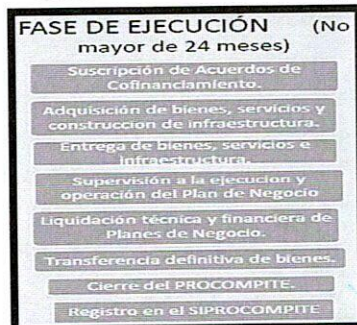 FASE DE EJECUCIÓN (No
mayor de 24 meses)
Suscripción de Acuerdos de
Cofinanciamiento.
Adquisición de bienes, servicios y
construccion de infraestructura.
Entrega de bienes, servicios e
infraestructura.
Supervisión a la ejecucion y
operación del Plan de Negocio
Liquidación técnica y financiera de
Planes de Negocio.
Transferencia definitiva de bienes.
Cierre del PROCOMPITE.
Registro en el SIPROCOMPITE